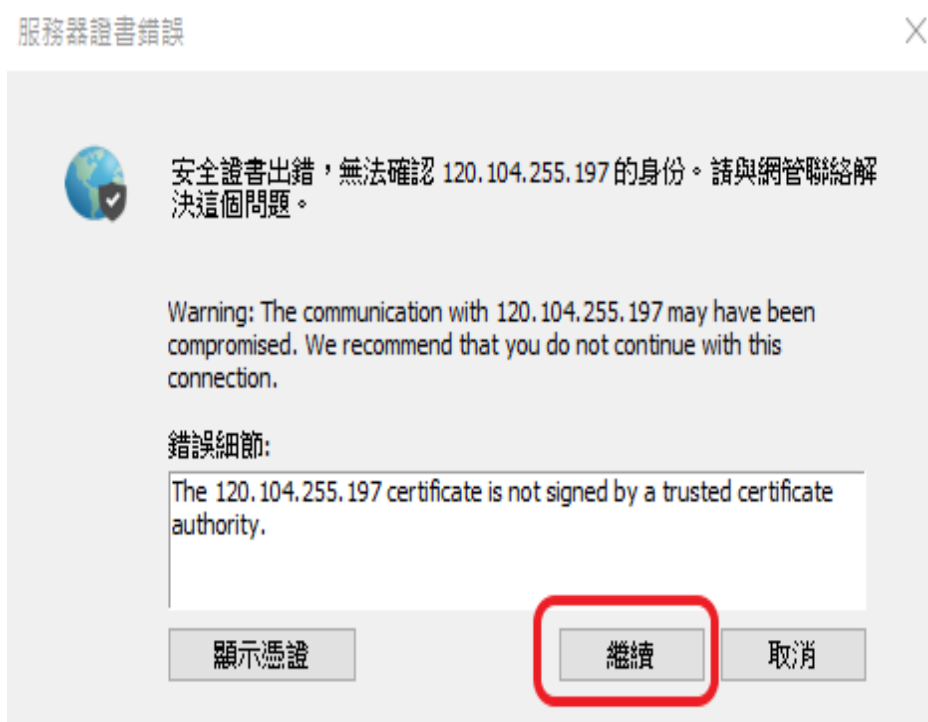 服務器證書錯誤
安全證書出錯，無法確認 120.104.255.197 的身份。請與網管聯絡解
決這個問題。
Warning: The communication with 120.104.255.197 may have been
compromised. We recommend that you do not continue with this
connection.
錯誤細節:
The 120.104.255.197 certificate is not signed by a trusted certificate
authority.
顯示憑證 繼續 取消